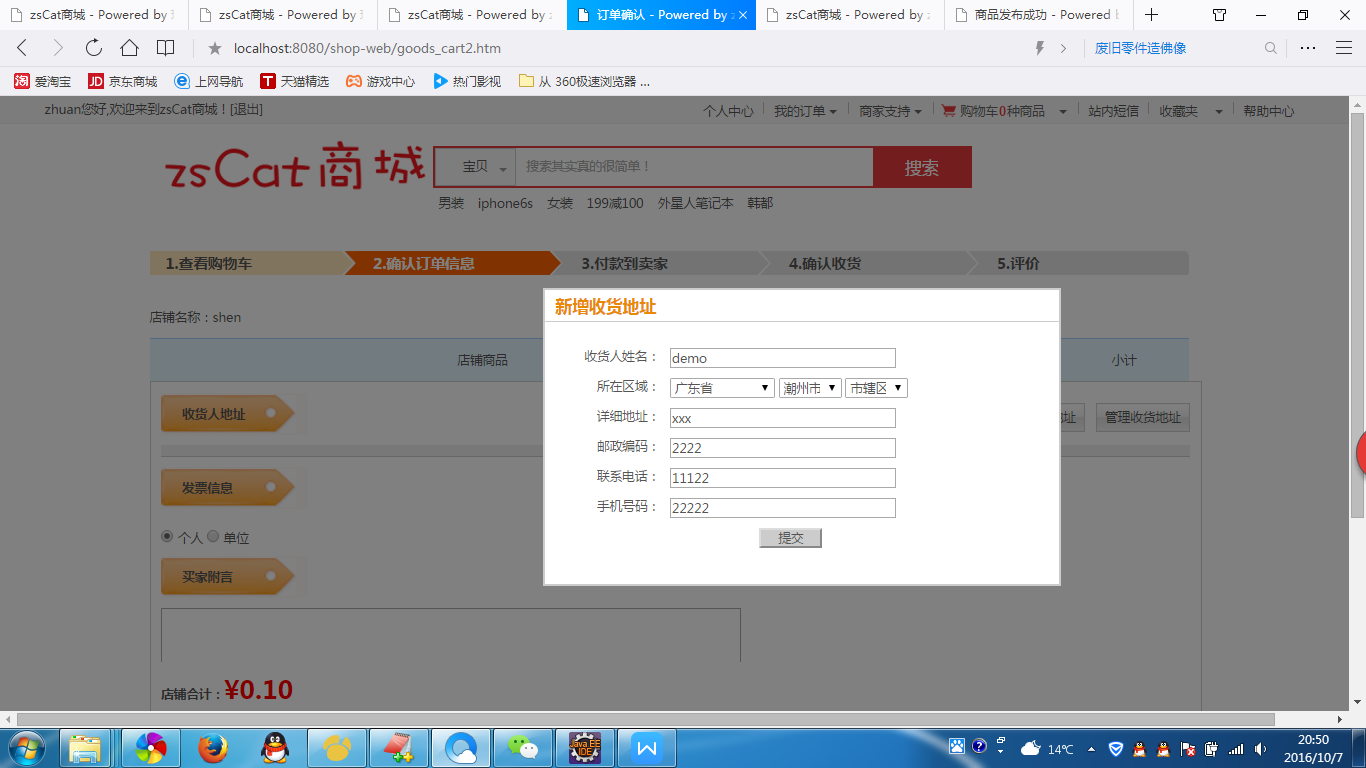 zsCat商城 - Powered by
zsCat商城 - Powered by
zsCat商城 - Powered by
订单确认 - Powered by
zsCat商城 - Powered by
商品发布成功 - Powered
localhost:8080/shop-web/goods_cart2.htm
废旧零件造佛像
爱淘宝
JD 京东商城
上网导航
天猫精选
游戏中心
热门影视
从 360极速浏览器 ...
zhuan您好,欢迎来到zsCat商城！[退出]
个人中心
我的订单
商家支持
购物车0种商品
站内短信
收藏夹
帮助中心
zsCat商城
宝贝
搜索其实真的很简单！
搜索
男装 iphone6s 女装 199减100 外星人笔记本 韩都
1.查看购物车
2.确认订单信息
3.付款到卖家
4.确认收货
5.评价
店铺名称：shen
店铺商品
小计
收货人地址
址
管理收货地址
发票信息
个人 单位
买家附言
店铺合计：¥0.10
新增收货地址
收货人姓名： demo
所在区域： 广东省 潮州市 市辖区
详细地址： xxx
邮政编码： 2222
联系电话： 11122
手机号码： 22222
提交
Java EE
IDE
14℃
20:50
2016/10/7